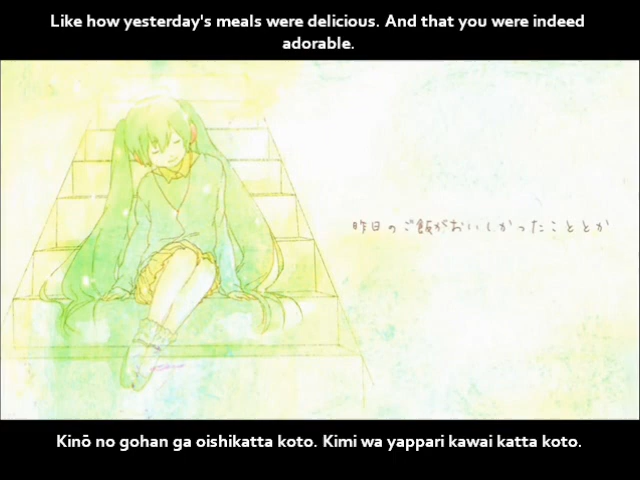 Like how yesterday's meals were delicious. And that you were indeed
adorable.
昨日のご飯がおいしかったこととか
Kinō no gohan ga oishikatta koto. Kimi wa yappari kawai katta koto.